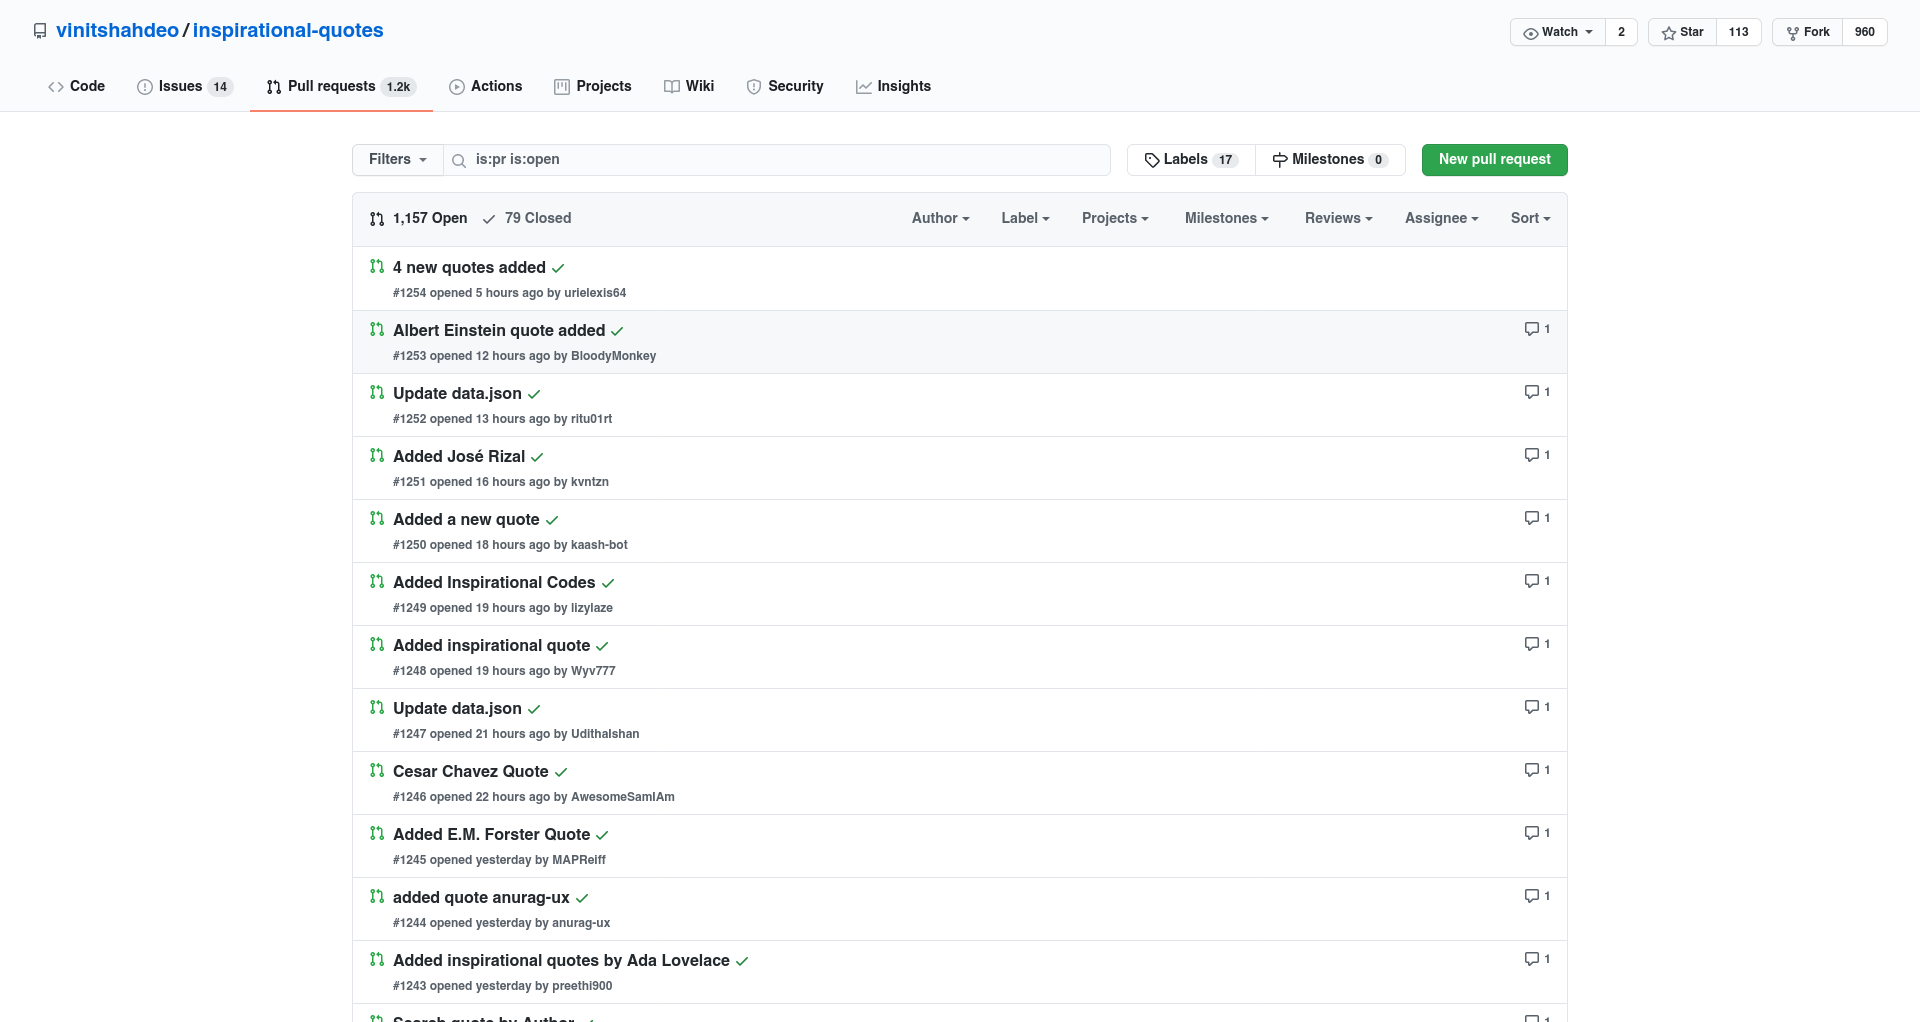 vinitshahdeo / inspirational-quotes
Watch 2 Star 113 Fork 960
Code Issues 14 Pull requests 1.2k Actions Projects Wiki Security Insights
Filters is:pr is:open Labels 17 Milestones 0 New pull request
1,157 Open 79 Closed Author Label Projects Milestones Reviews Assignee Sort
4 new quotes added
#1254 opened 5 hours ago by urielexis64
Albert Einstein quote added 1
#1253 opened 12 hours ago by BloodyMonkey
Update data.json 1
#1252 opened 13 hours ago by ritu01rt
Added José Rizal 1
#1251 opened 16 hours ago by kvntzn
Added a new quote 1
#1250 opened 18 hours ago by kaash-bot
Added Inspirational Codes 1
#1249 opened 19 hours ago by lizylaze
Added inspirational quote 1
#1248 opened 19 hours ago by Wyv777
Update data.json 1
#1247 opened 21 hours ago by UdithaIshan
Cesar Chavez Quote 1
#1246 opened 22 hours ago by AwesomeSamIAm
Added E.M. Forster Quote 1
#1245 opened yesterday by MAPReiff
added quote anurag-ux 1
#1244 opened yesterday by anurag-ux
Added inspirational quotes by Ada Lovelace 1
#1243 opened yesterday by preethi900
Search quote by Author 1